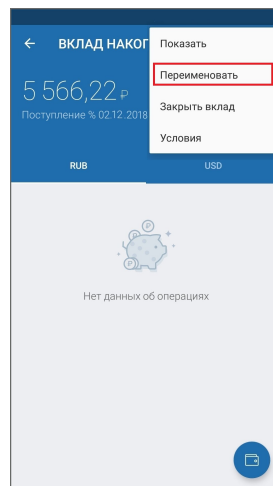 ← ВКЛАД НАКОГ
Показать
Переименовать
Закрыть вклад
Условия
5 566,22 ₽
Поступление % 02.12.2018
RUB
USD
Нет данных об операциях